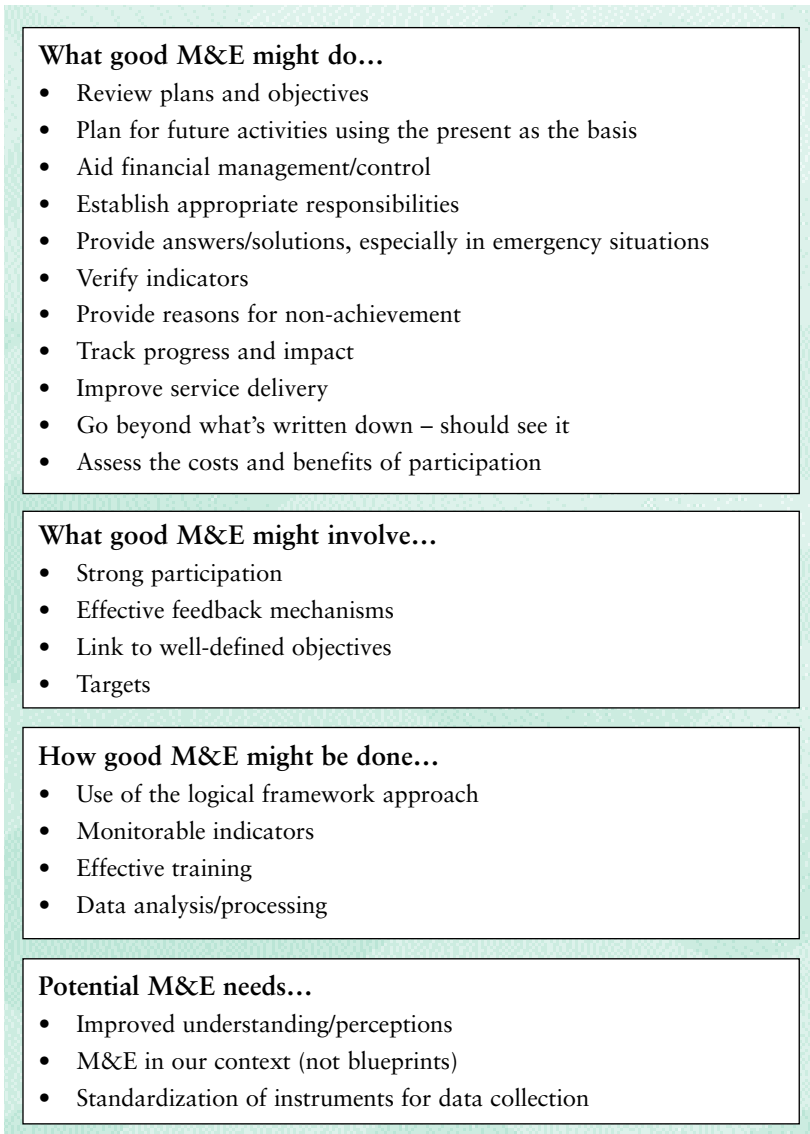 What good M&E might do…
• Review plans and objectives
• Plan for future activities using the present as the basis
• Aid financial management/control
• Establish appropriate responsibilities
• Provide answers/solutions, especially in emergency situations
• Verify indicators
• Provide reasons for non-achievement
• Track progress and impact
• Improve service delivery
• Go beyond what’s written down – should see it
• Assess the costs and benefits of participation
What good M&E might involve…
• Strong participation
• Effective feedback mechanisms
• Link to well-defined objectives
• Targets
How good M&E might be done…
• Use of the logical framework approach
• Monitorable indicators
• Effective training
• Data analysis/processing
Potential M&E needs…
• Improved understanding/perceptions
• M&E in our context (not blueprints)
• Standardization of instruments for data collection